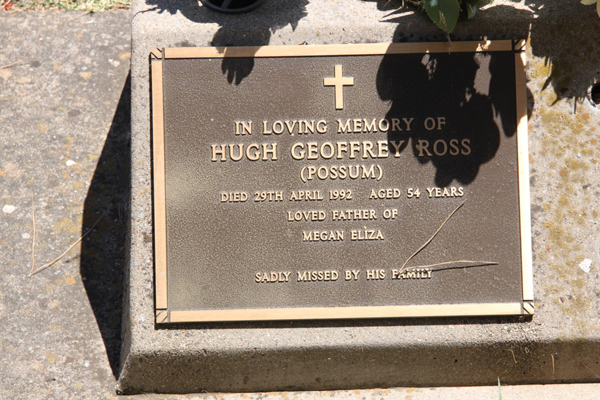 IN LOVING MEMORY OF
HUGH GEOFFREY ROSS
(POSSUM)
DIED 29TH APRIL 1992 AGED 54 YEARS
LOVED FATHER OF
MEGAN ELIZA
SADLY MISSED BY HIS FAMILY